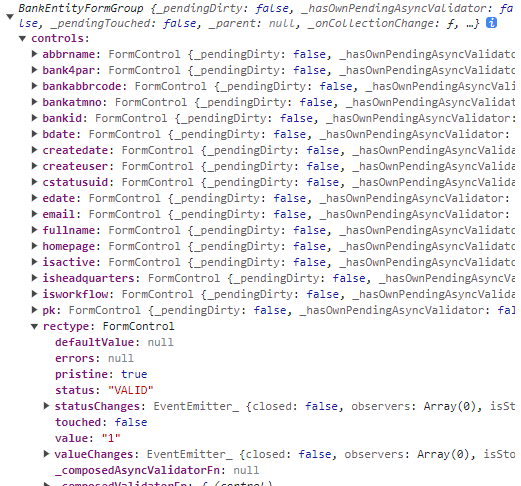 BankEntityFormGroup {_pendingDirty: false, _hasOwnPendingAsyncValidator: fa
lse, _pendingTouched: false, _parent: null, _onCollectionChange: ƒ, …} i
controls:
abbrname: FormControl {_pendingDirty: false, _hasOwnPendingAsyncValidato
bank4par: FormControl {_pendingDirty: false, _hasOwnPendingAsyncValidato
bankabbrcode: FormControl {_pendingDirty: false, _hasOwnPendingAsyncVali
bankatmno: FormControl {_pendingDirty: false, _hasOwnPendingAsyncValidat
bankid: FormControl {_pendingDirty: false, _hasOwnPendingAsyncValidator:
bdate: FormControl {_pendingDirty: false, _hasOwnPendingAsyncValidator:
createdate: FormControl {_pendingDirty: false, _hasOwnPendingAsyncValida
createuser: FormControl {_pendingDirty: false, _hasOwnPendingAsyncValida
cstatusuid: FormControl {_pendingDirty: false, _hasOwnPendingAsyncValida
edate: FormControl {_pendingDirty: false, _hasOwnPendingAsyncValidator:
email: FormControl {_pendingDirty: false, _hasOwnPendingAsyncValidator:
fullname: FormControl {_pendingDirty: false, _hasOwnPendingAsyncValidato
homepage: FormControl {_pendingDirty: false, _hasOwnPendingAsyncValidato
isactive: FormControl {_pendingDirty: false, _hasOwnPendingAsyncValidato
isheadquarters: FormControl {_pendingDirty: false, _hasOwnPendingAsyncVa
isworkflow: FormControl {_pendingDirty: false, _hasOwnPendingAsyncValida
pk: FormControl {_pendingDirty: false, _hasOwnPendingAsyncValidator: fal
rectype: FormControl
defaultValue: null
errors: null
pristine: true
status: "VALID"
statusChanges: EventEmitter_ {closed: false, observers: Array(0), isSt
touched: false
value: "1"
valueChanges: EventEmitter_ {closed: false, observers: Array(0), isSto
_composedAsyncValidatorFn: null
_composedValidatorFn: ƒ (control)